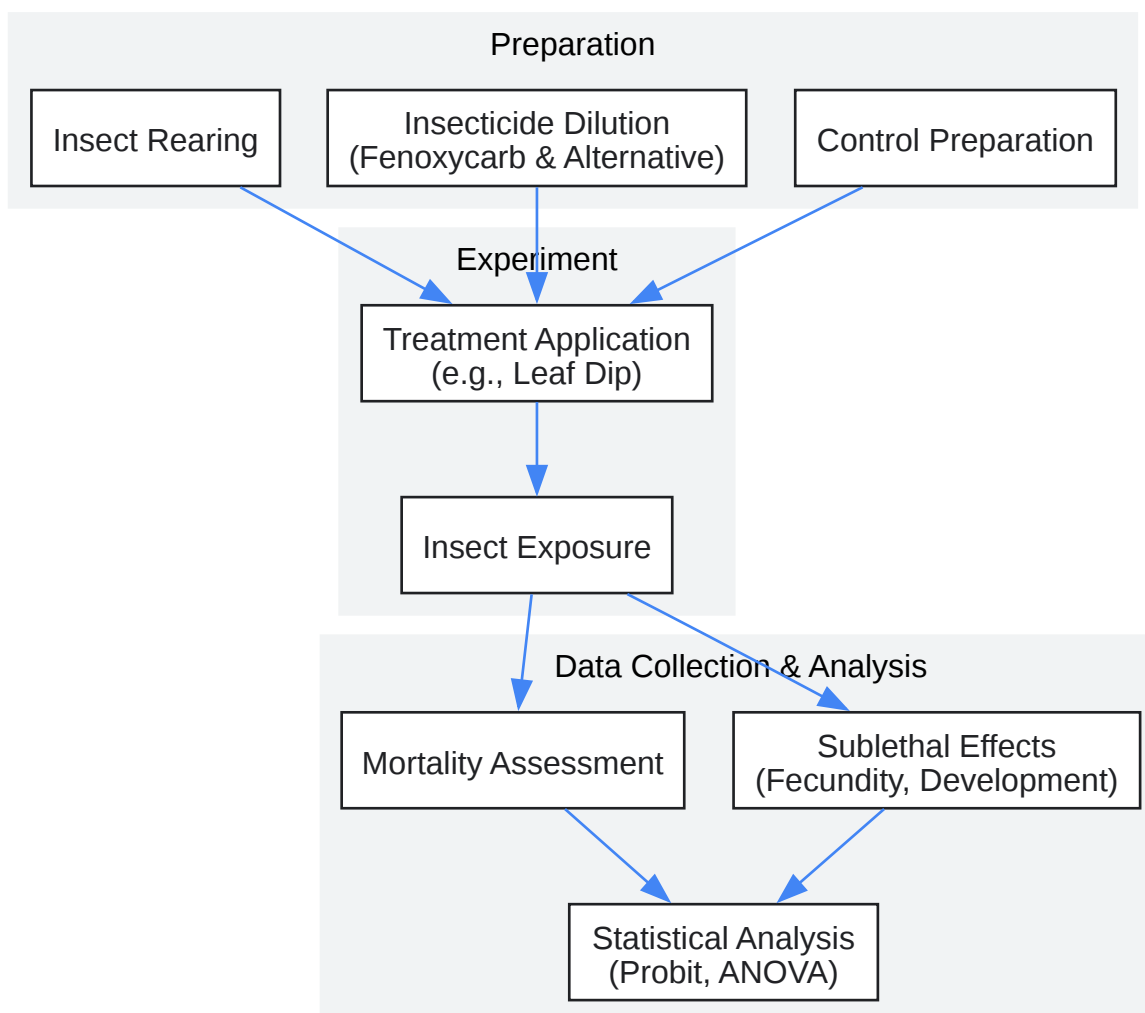 Preparation
Insect Rearing
Insecticide Dilution
(Fenoxycarb & Alternative)
Control Preparation
Experiment
Treatment Application
(e.g., Leaf Dip)
Insect Exposure
Data Collection & Analysis
Mortality Assessment
Sublethal Effects
(Fecundity, Development)
Statistical Analysis
(Probit, ANOVA)